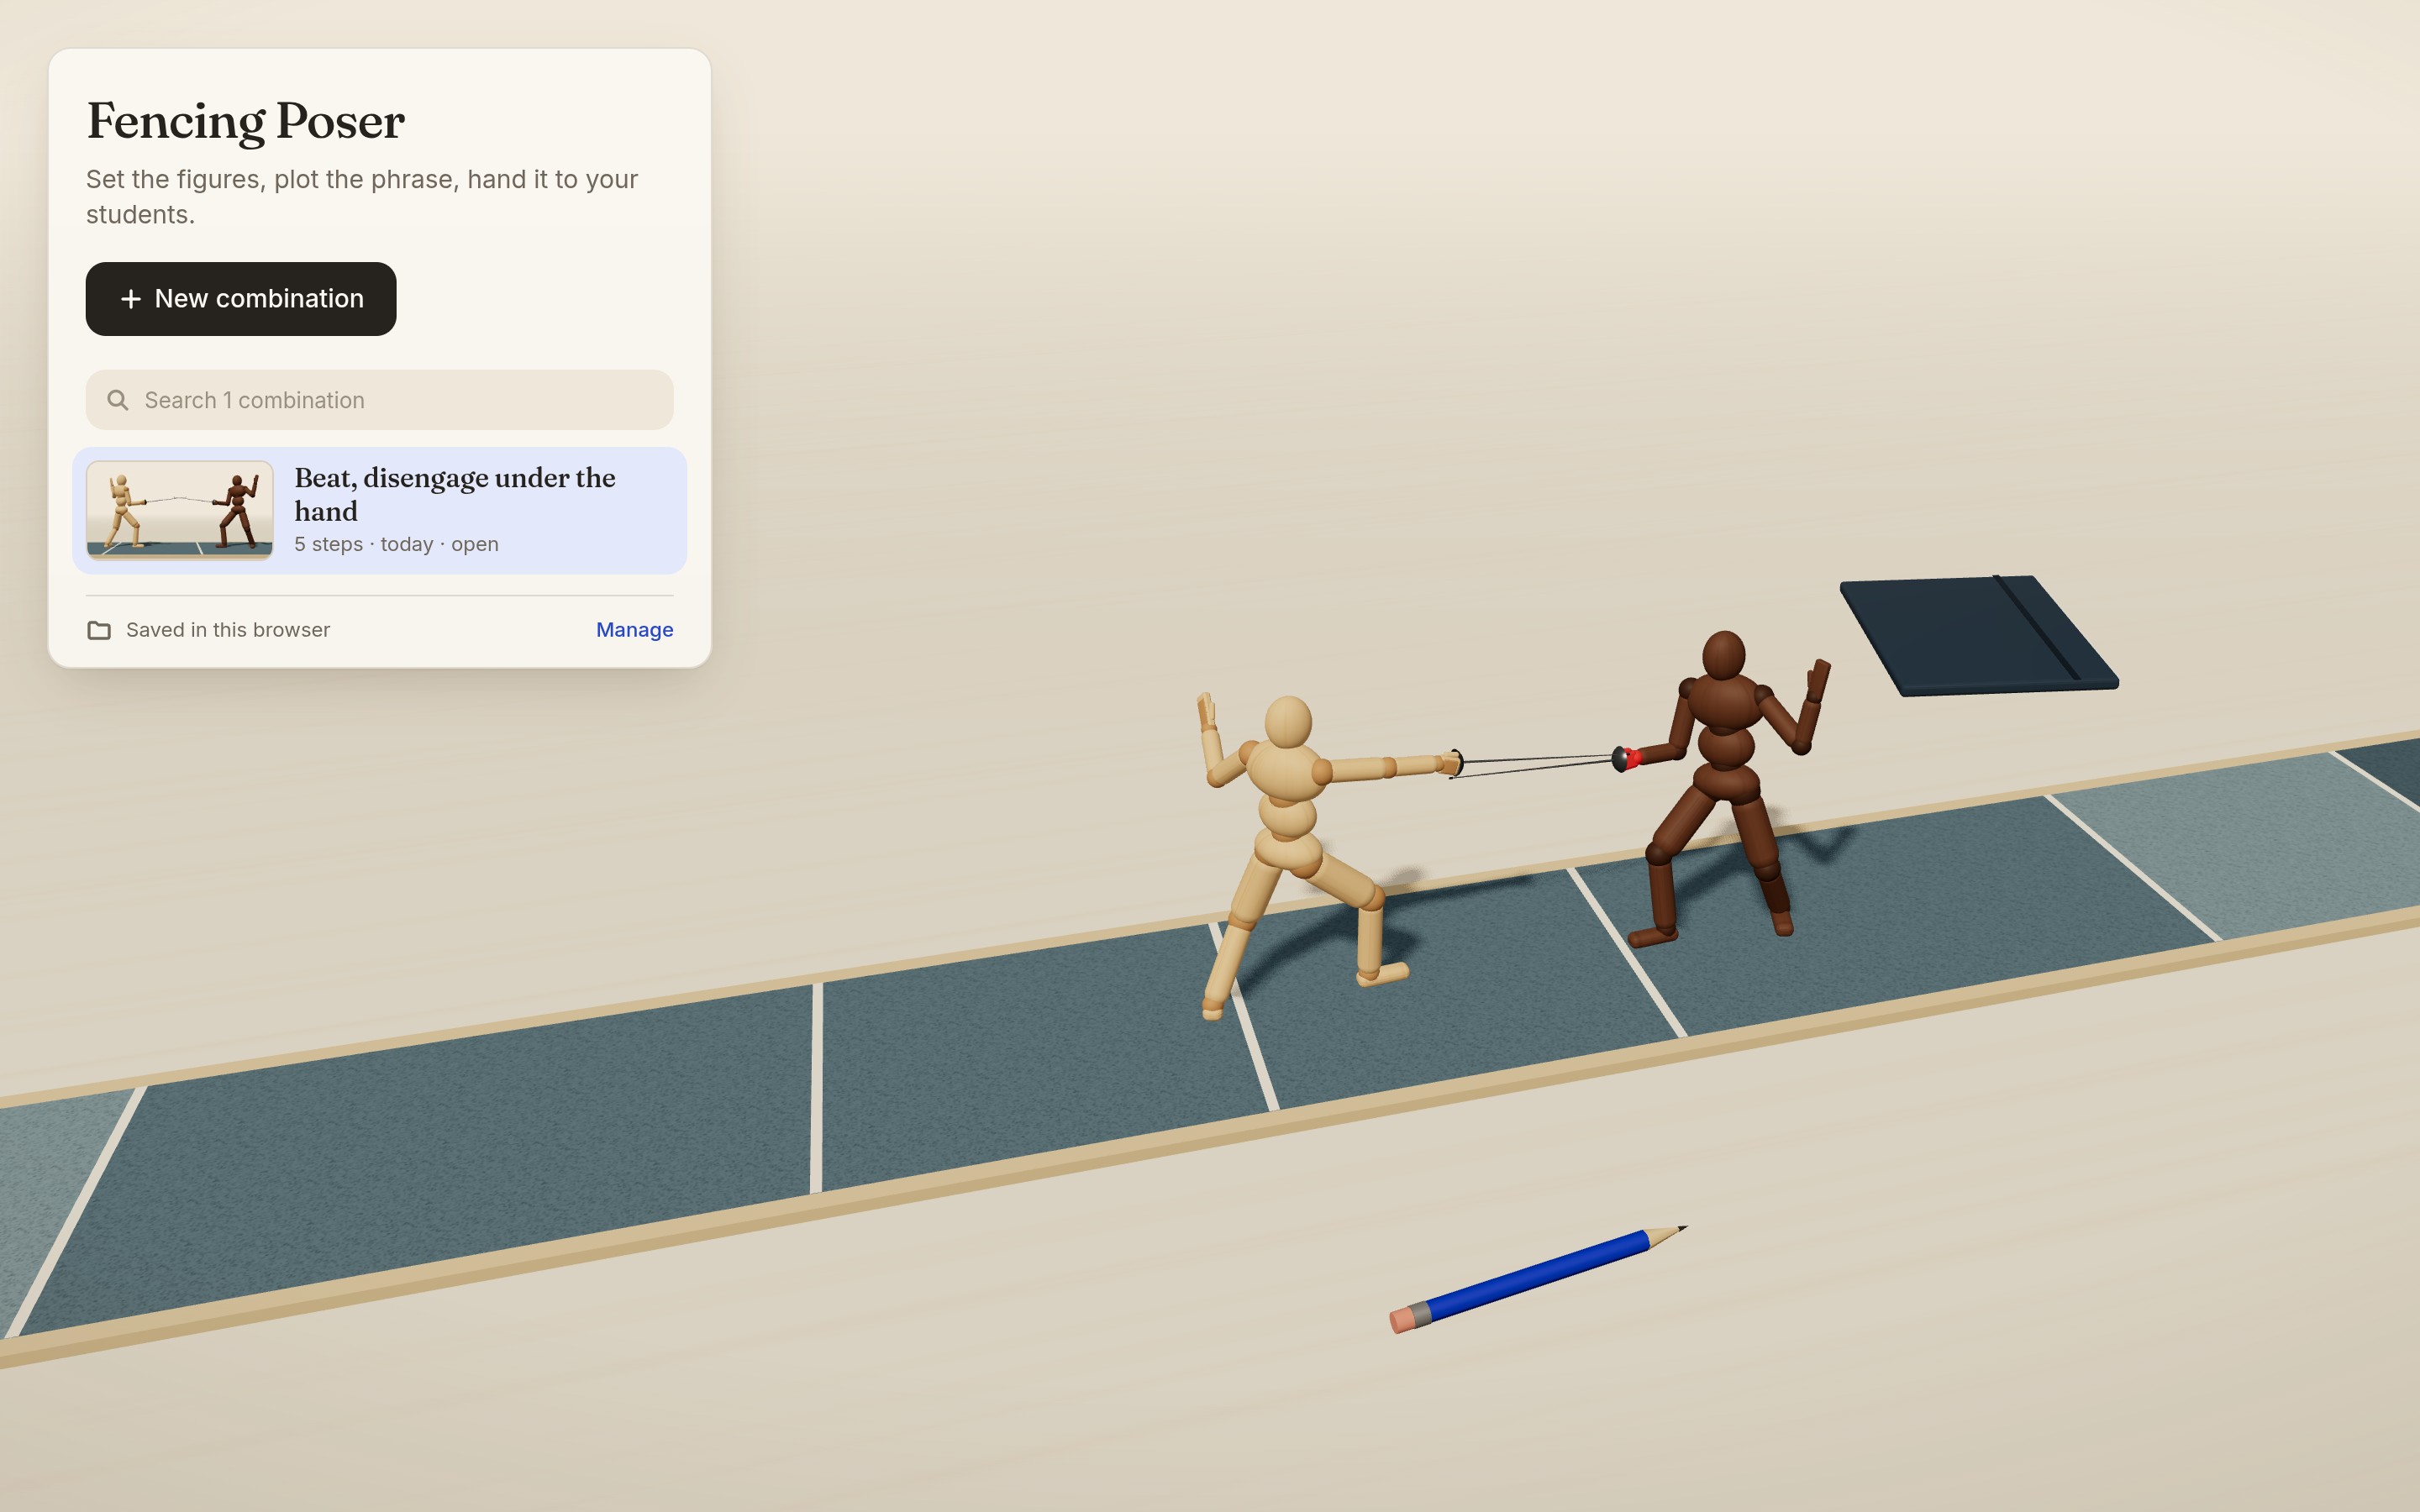 Fencing Poser
Set the figures, plot the phrase, hand it to your
students.
New combination
Search 1 combination
Beat, disengage under the
hand
5 steps · today · open
Saved in this browser
Manage